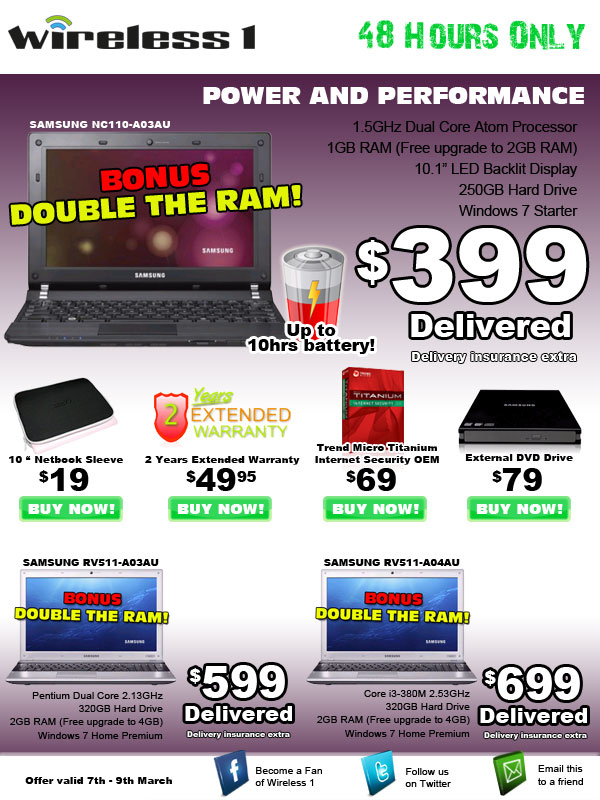 wireless 1
48 HOURS ONLY
POWER AND PERFORMANCE
SAMSUNG NC110-A03AU
1.5GHz Dual Core Atom Processor
1GB RAM (Free upgrade to 2GB RAM)
10.1" LED Backlit Display
250GB Hard Drive
Windows 7 Starter
BONUS
DOUBLE THE RAM!
SAMSUNG
SAMSUNG
$399
Delivered
Delivery insurance extra
Up to
10hrs battery!
Years
2 EXTENDED
WARRANTY
TITANIUM
INTERNET SECURITY
10 " Netbook Sleeve
$19
BUY NOW!
2 Years Extended Warranty
$49.95
BUY NOW!
Trend Micro Titanium
Internet Security OEM
$69
BUY NOW!
External DVD Drive
$79
BUY NOW!
SAMSUNG RV511-A03AU
BONUS
DOUBLE THE RAM!
SAMSUNG
$599
Delivered
Delivery insurance extra
Pentium Dual Core 2.13GHz
320GB Hard Drive
2GB RAM (Free upgrade to 4GB)
Windows 7 Home Premium
SAMSUNG RV511-A04AU
BONUS
DOUBLE THE RAM!
SAMSUNG
$699
Delivered
Delivery insurance extra
Core i3-380M 2.53GHz
320GB Hard Drive
2GB RAM (Free upgrade to 4GB)
Windows 7 Home Premium
Offer valid 7th - 9th March
Become a Fan
of Wireless 1
Follow us
on Twitter
Email this
to a friend